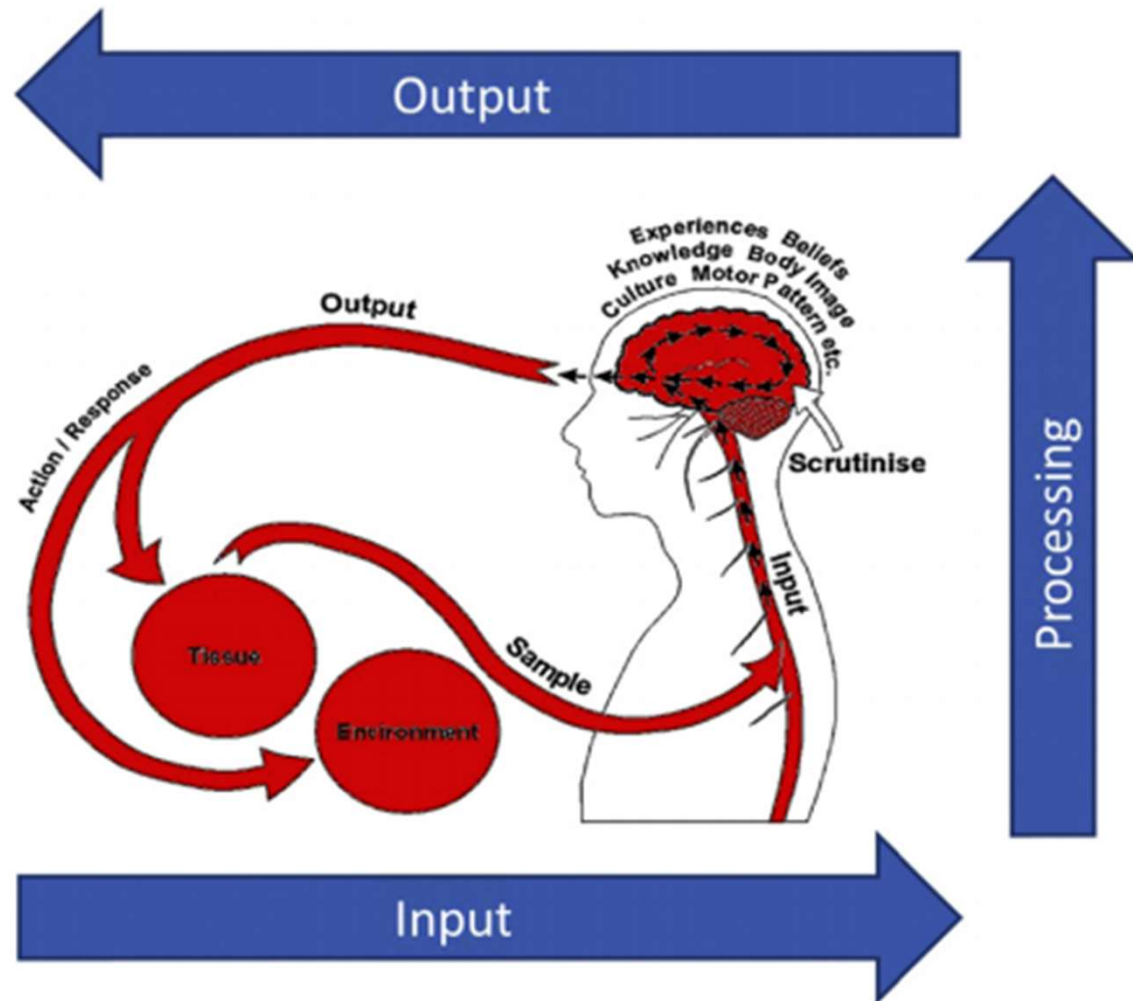 Output
Experiences Beliefs
Knowledge Body Image
Culture Motor Pattern etc.
Output
Action / Response
Scrutinise
Processing
Input
Tissue
Sample
Environment
Input